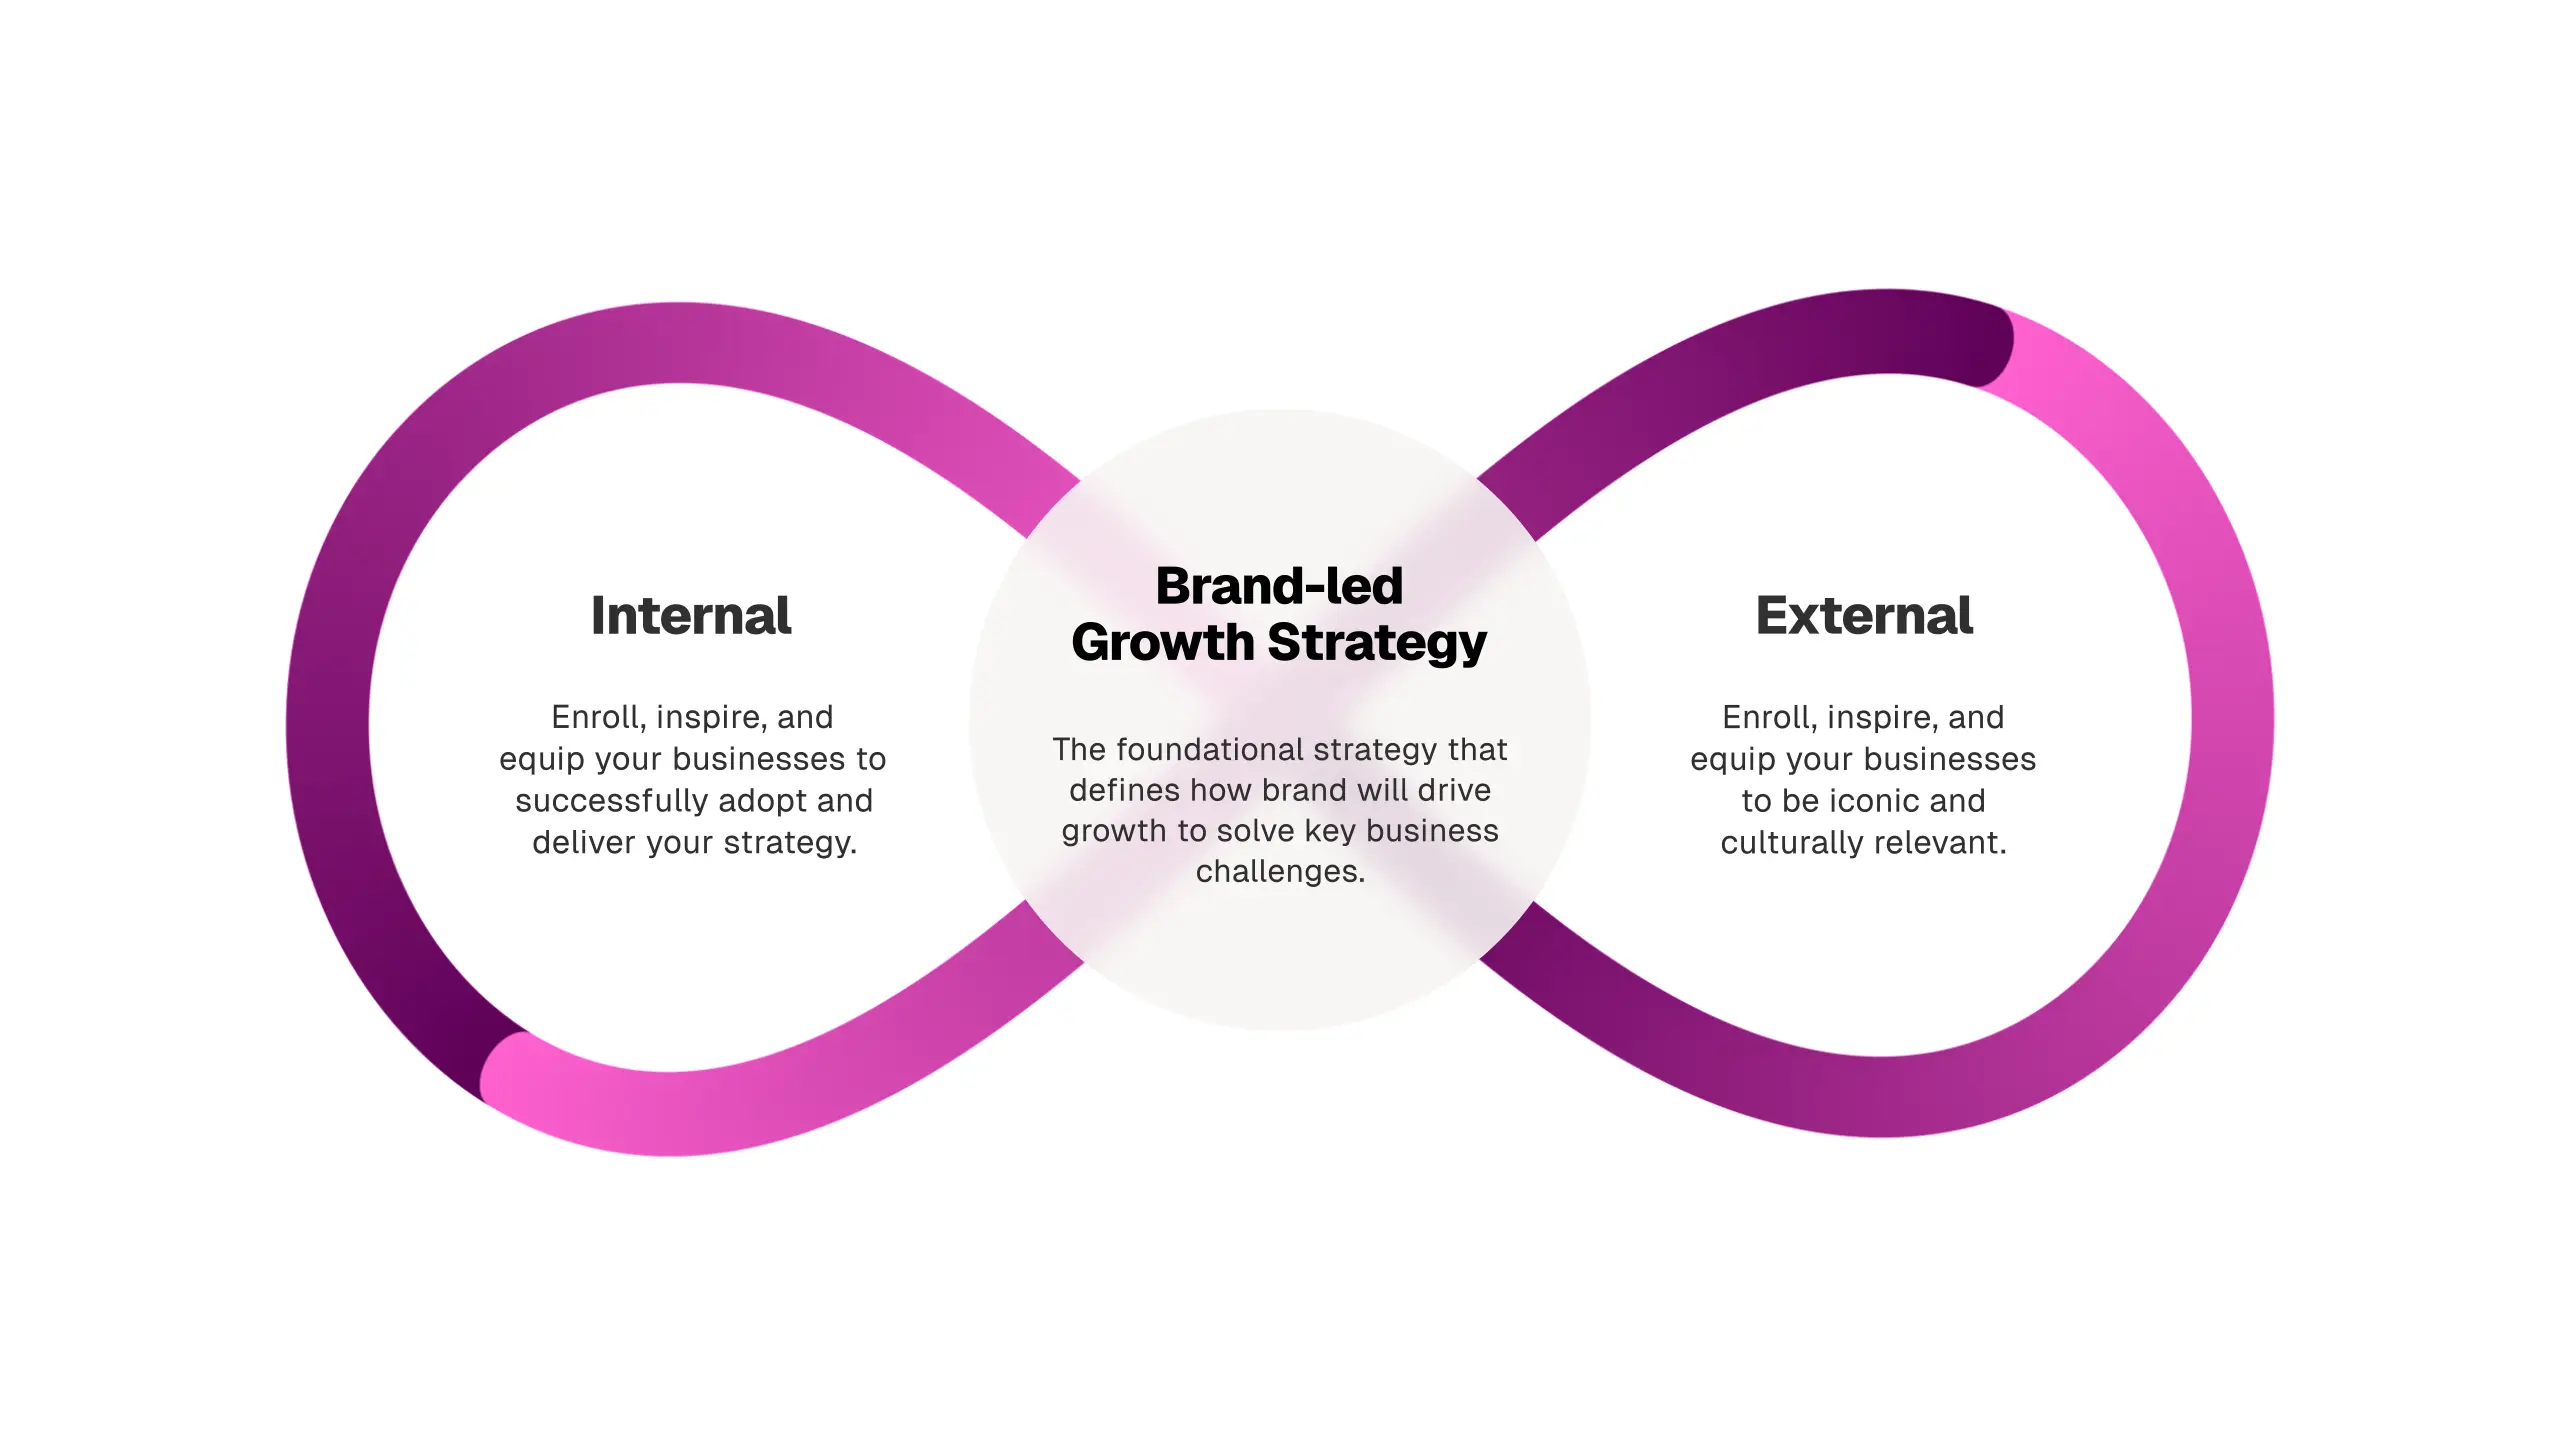 Internal
Enroll, inspire, and
equip your businesses to
successfully adopt and
deliver your strategy.
Brand-led
Growth Strategy
The foundational strategy that
defines how brand will drive
growth to solve key business
challenges.
External
Enroll, inspire, and
equip your businesses
to be iconic and
culturally relevant.